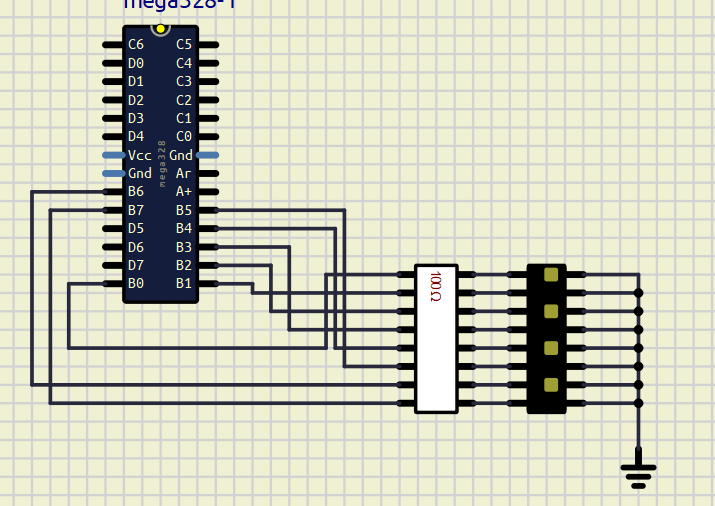 mega328-1
C6 C5
D0 C4
D1 C3
D2 C2
D3 C1
D4 C0
Vcc Gnd
Gnd Ar
B6 A+
B7 B5
D5 B4
D6 B3
D7 B2
B0 B1
mega328
100Ω